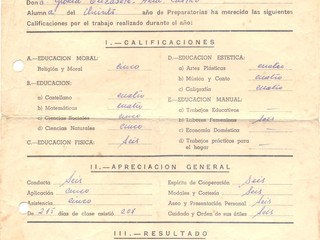 Don a Gloria
Alumn a. del Quinto año de Preparatorias ha merecido las siguientes
Calificaciones por el trabajo realizado durante el año:
I.—CALIFICACIONES
A.—EDUCACION MORAL:
Religión y Moral cinco
B.—EDUCACION:
a) Castellano cuatro
b) Matemáticas cuatro
c) Ciencias Sociales cinco
d) Ciencias Naturales cinco
C.—EDUCACION FISICA: seis
D.—EDUCACION ESTETICA:
a) Artes Plásticas cuatro
b) Música y Canto cuatro
c) Caligrafía cuatro
E.—EDUCACION MANUAL:
a) Trabajos Educativos
b) Labores Femeninas seis
c) Economía Doméstica
d) Trabajos prácticos para el
hogar
II.—APRECIACION GENERAL
Conducta Seis
Aplicación cinco
Asistencia cinco
De 215 días de clase asistió 201
Espíritu de Cooperación seis
Modales y Cortesía Seis
Aseo y Presentación Personal Seis
Cuidado y Orden de sus útiles Seis
III.—RESULTADO